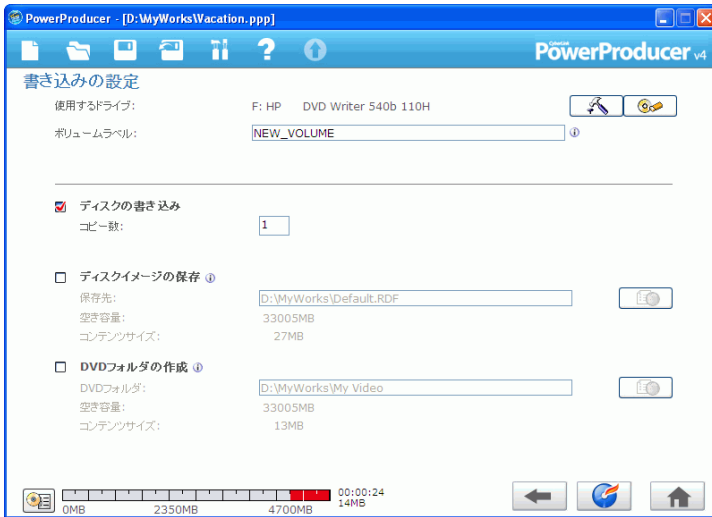 PowerProducer - [D:\MyWorks\Vacation.ppp]
CyberLink
PowerProducer v4
書き込みの設定
使用するドライブ: F: HP DVD Writer 540b 110H
ボリュームラベル: NEW_VOLUME
ディスクの書き込み
コピー数: 1
ディスクイメージの保存
保存先: D:\MyWorks\Default.RDF
空き容量: 33005MB
コンテンツサイズ: 27MB
DVDフォルダの作成
DVDフォルダ: D:\MyWorks\My Video
空き容量: 33005MB
コンテンツサイズ: 13MB
00:00:24
14MB
0MB 2350MB 4700MB